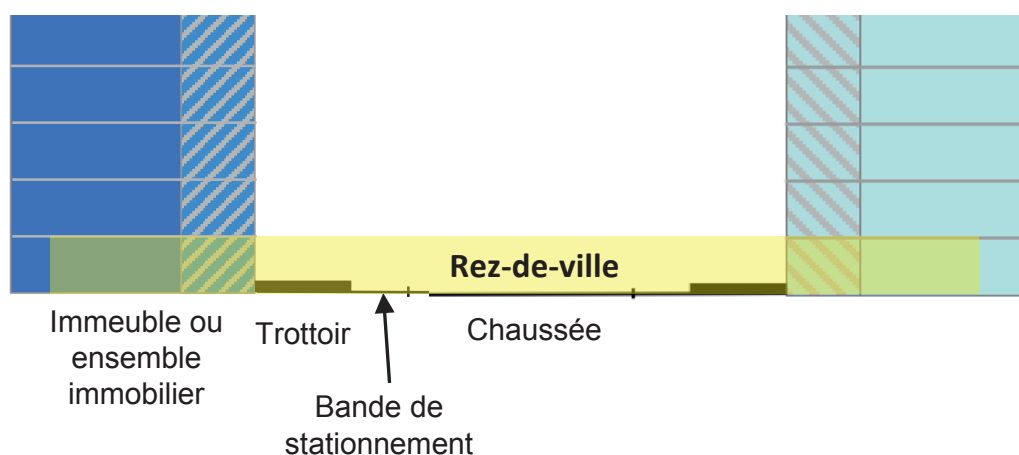 Rez-de-ville
Immeuble ou
ensemble
immobilier
Trottoir
Chaussée
Bande de
stationnement